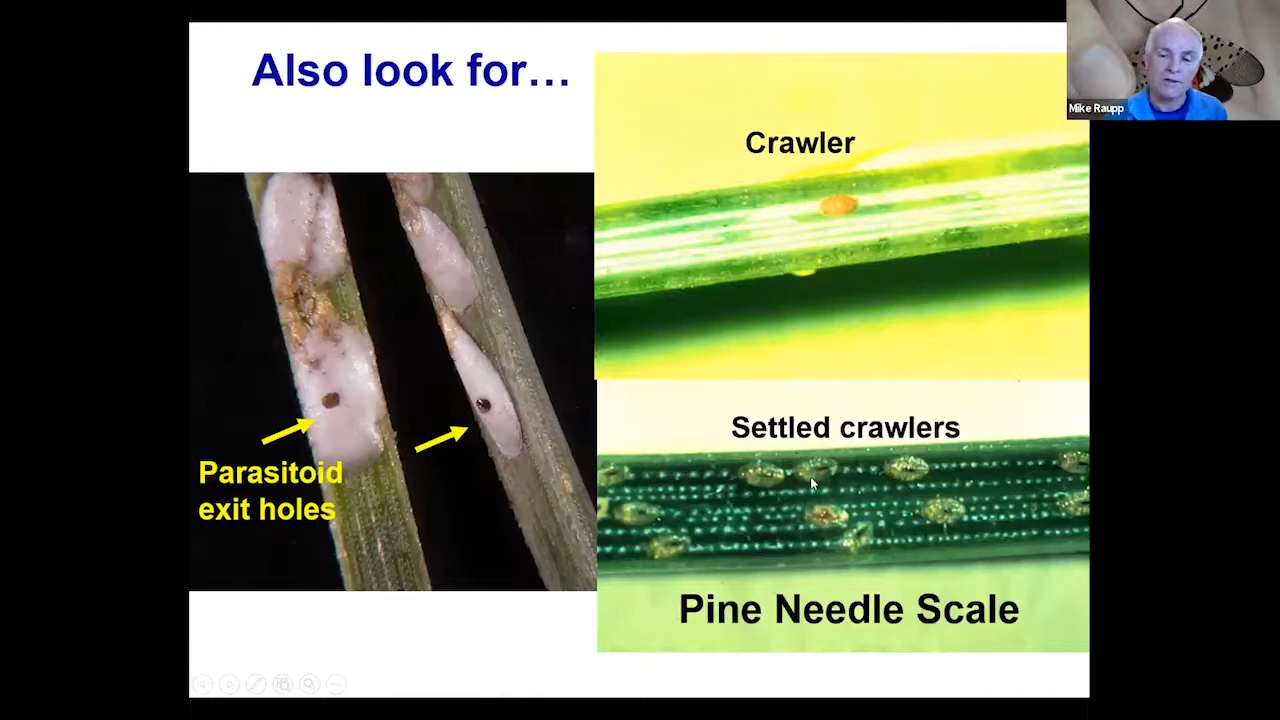 Also look for…
Crawler
Mike Raupp
Settled crawlers
Parasitoid
exit holes
Pine Needle Scale